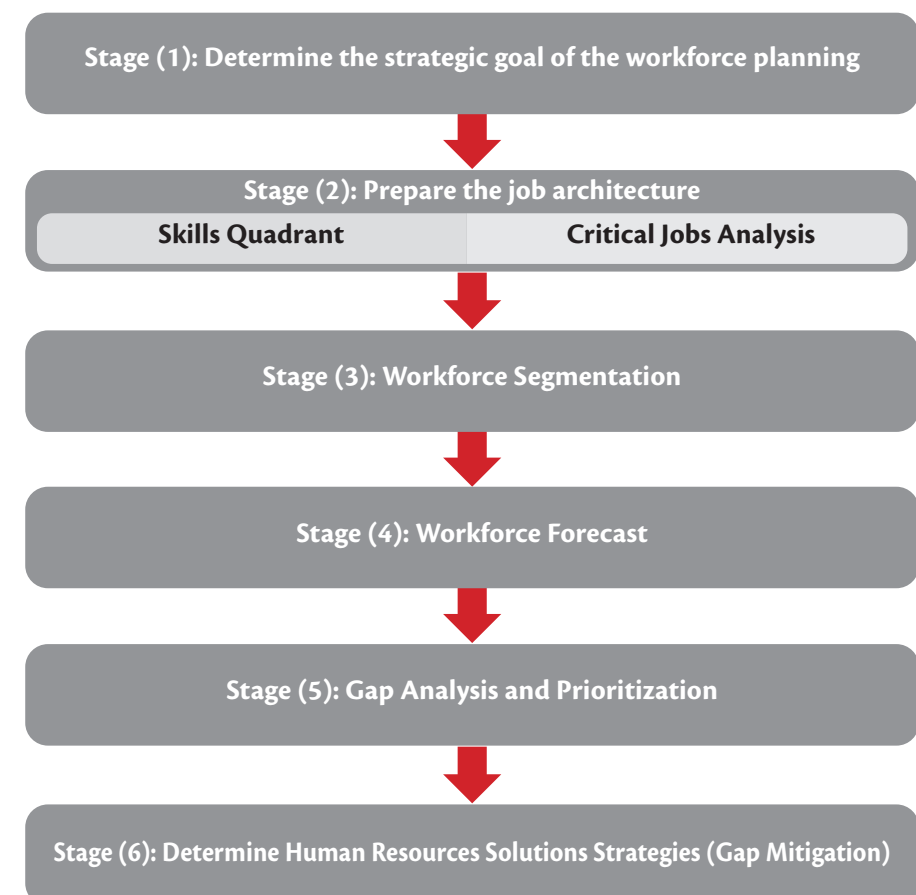 Stage (1): Determine the strategic goal of the workforce planning
Stage (2): Prepare the job architecture
Skills Quadrant
Critical Jobs Analysis
Stage (3): Workforce Segmentation
Stage (4): Workforce Forecast
Stage (5): Gap Analysis and Prioritization
Stage (6): Determine Human Resources Solutions Strategies (Gap Mitigation)